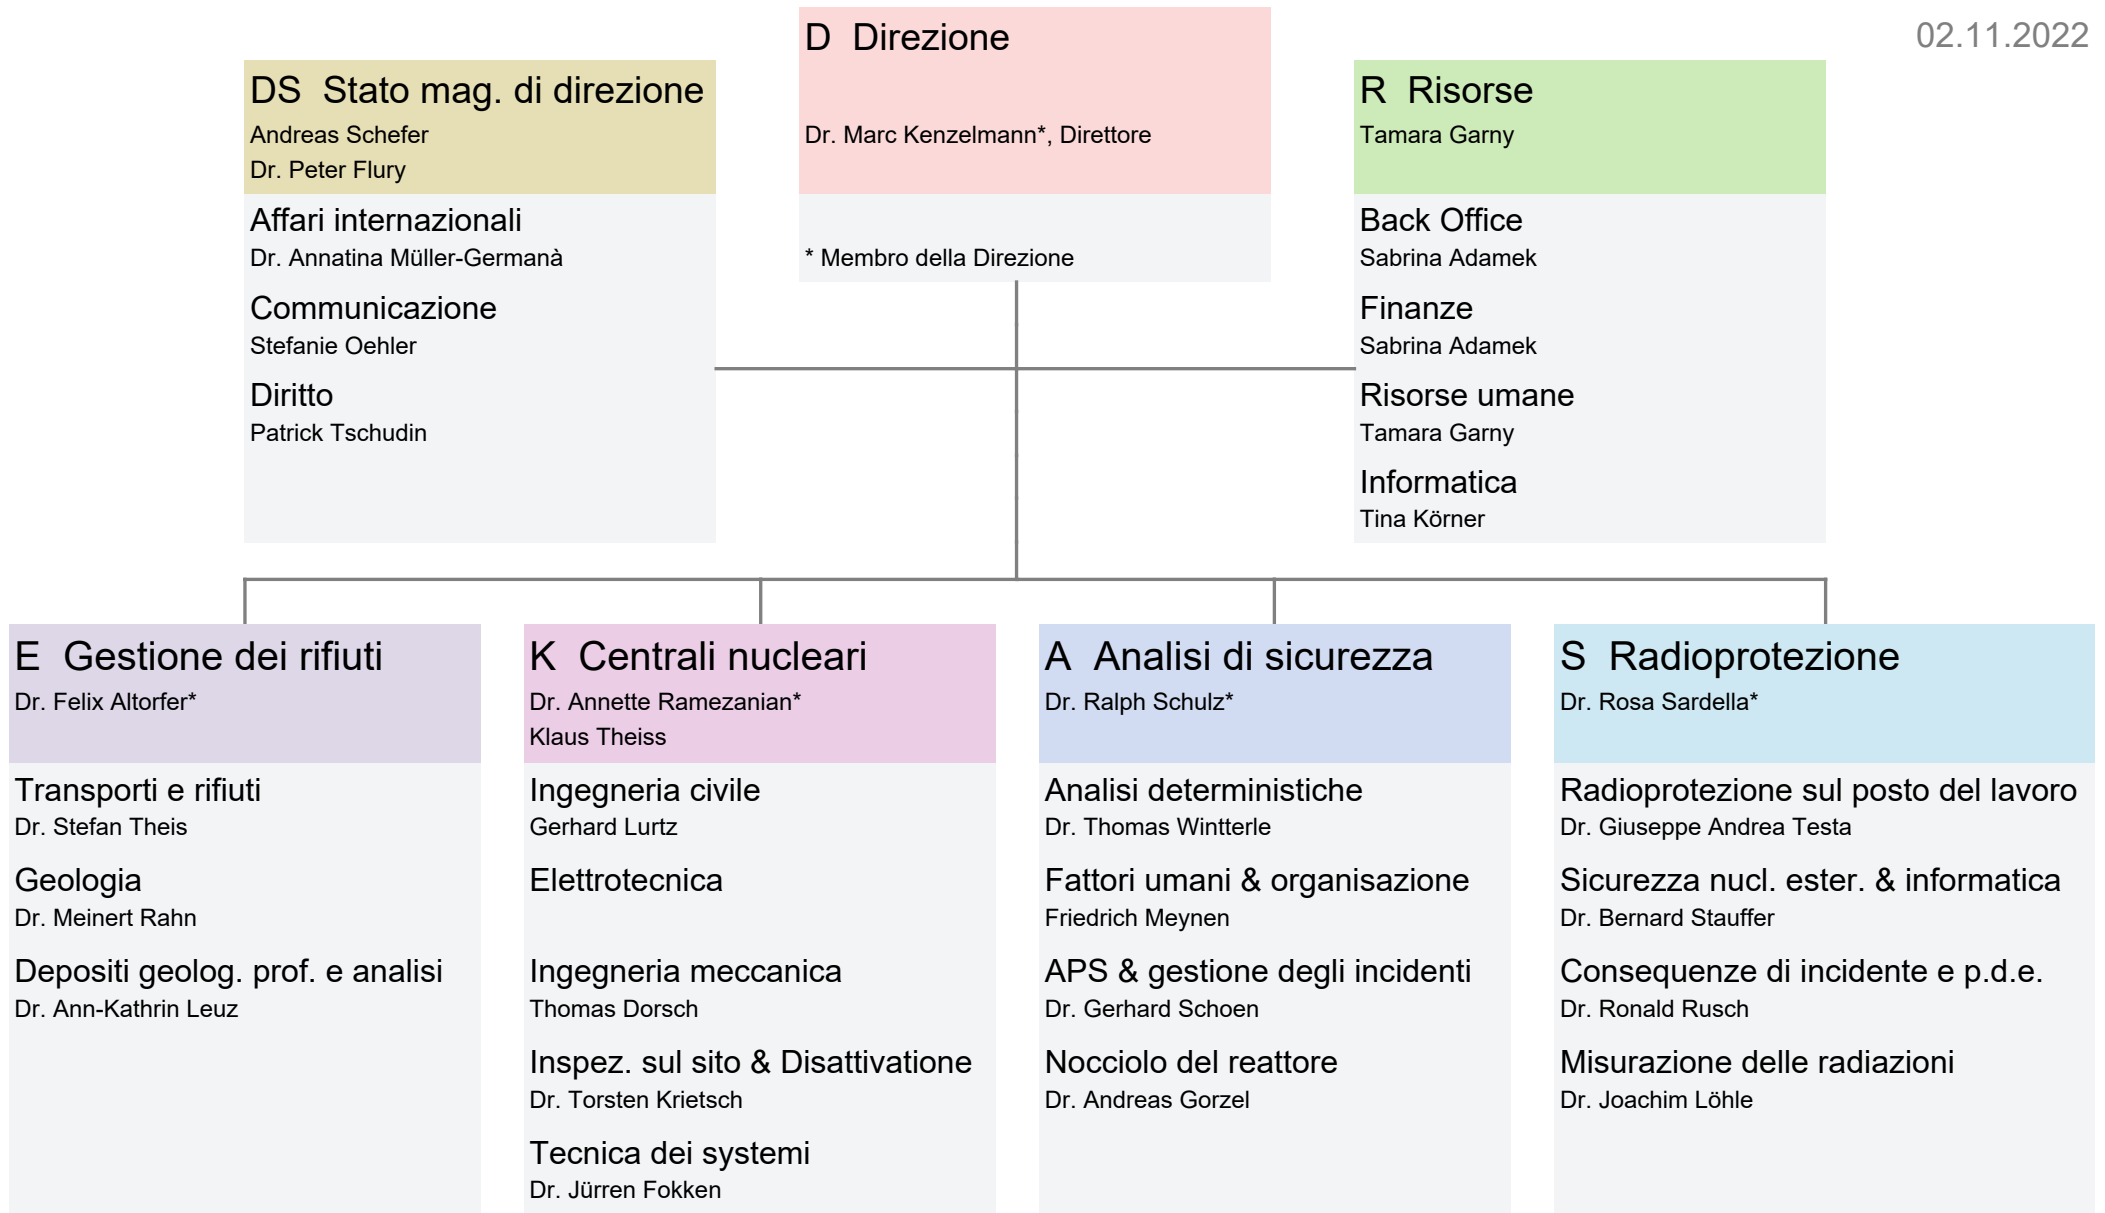 02.11.2022
D Direzione
Dr. Marc Kenzelmann*, Direttore
* Membro della Direzione
DS Stato mag. di direzione
Andreas Schefer
Dr. Peter Flury
Affari internazionali
Dr. Annatina Müller-Germanà
Communicazione
Stefanie Oehler
Diritto
Patrick Tschudin
R Risorse
Tamara Garny
Back Office
Sabrina Adamek
Finanze
Sabrina Adamek
Risorse umane
Tamara Garny
Informatica
Tina Körner
E Gestione dei rifiuti
Dr. Felix Altorfer*
Transporti e rifiuti
Dr. Stefan Theis
Geologia
Dr. Meinert Rahn
Depositi geolog. prof. e analisi
Dr. Ann-Kathrin Leuz
K Centrali nucleari
Dr. Annette Ramezanian*
Klaus Theiss
Ingegneria civile
Gerhard Lurtz
Elettrotecnica
Ingegneria meccanica
Thomas Dorsch
Inspez. sul sito & Disattivatione
Dr. Torsten Krietsch
Tecnica dei systemi
Dr. Jürren Fokken
A Analisi di sicurezza
Dr. Ralph Schulz*
Analisi deterministiche
Dr. Thomas Wintterle
Fattori umani & organisazione
Friedrich Meynen
APS & gestione degli incidenti
Dr. Gerhard Schoen
Nocciolo del reattore
Dr. Andreas Gorzel
S Radioprotezione
Dr. Rosa Sardella*
Radioprotezione sul posto del lavoro
Dr. Giuseppe Andrea Testa
Sicurezza nucl. ester. & informatica
Dr. Bernard Stauffer
Consequenze di incidente e p.d.e.
Dr. Ronald Rusch
Misurazione delle radiazioni
Dr. Joachim Löhle